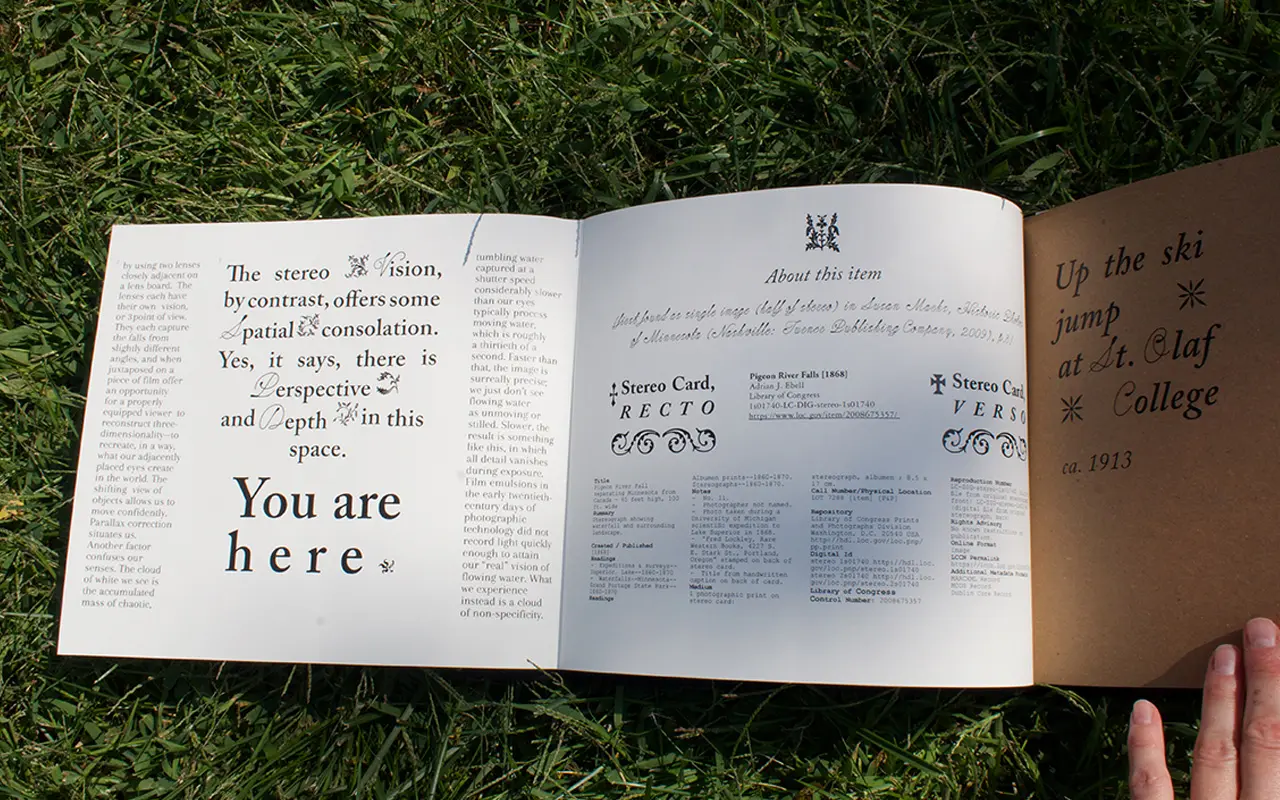 by using two lenses
closely adjacent on
a lens board. The
lenses each have
their own vision,
or 3point of view.
They each capture
the falls from
slightly different
angles, and when
juxtaposed on a
piece of film offer
an opportunity
for a properly
equipped viewer to
reconstruct three-
dimensionality--to
recreate, in a way,
what our adjacently
placed eyes create
in the world. The
shifting view of
objects allows us to
move confidently.
Parallax correction
situates us.
Another factor
confuses our
senses. The cloud
of white we see is
the accumulated
mass of chaotic,
The stereo Vision,
by contrast, offers some
Spatial consolation.
Yes, it says, there is
Perspective
and Depth in this
space.
You are
here
tumbling water
captured at a
shutter speed
considerably slower
than our eyes
typically process
moving water,
which is roughly
a thirtieth of a
second. Faster than
that, the image is
surreally precise;
we just don't see
flowing water
as unmoving or
stilled. Slower, the
result is something
like this, in which
all detail vanishes
during exposure.
Film emulsions in
the early twentieth-
century days of
photographic
technology did not
record light quickly
enough to attain
our "real" vision of
flowing water. What
we experience
instead is a cloud
of non-specificity.
About this item
found as single image (half of stereo) in Susan Marks, Historic
of Minnesota (Nashville: Turner Publishing Company, 2009), p.
Stereo Card,
RECTO
Pigeon River Falls [1868]
Adrian J. Ebell
Library of Congress
1s01740-LC-DIG-stereo-1s01740
https://www.loc.gov/item/2008675357/
Stereo Card
VERSO
Title
Pigeon River Fall
separating Minnesota from
Canada - 91 feet high, 100
ft. wide
Summary
Stereograph showing
waterfall and surrounding
landscape.
Created / Published
[1868]
Headings
- Expeditions & surveys--
Superior, Lake--1860-1870
- Waterfalls--Minnesota--
Grand Portage State Park--
1860-1870
Headings
Albumen prints--1860-1870.
Stereographs--1860-1870.
Notes
- No. 11.
- Photographer not named.
- Photo taken during a
University of Michigan
scientific expedition to
Lake Superior in 1868.
- "Fred Lockley, Rare
Western Books, 4227 S.
E. Stark St., Portland,
Oregon" stamped on back of
stereo card.
- Title from handwritten
caption on back of card.
Medium
1 photographic print on
stereo card:
stereograph, albumen ; 8.5 x
17 cm.
Call Number/Physical Location
LOT 7288 [item] [P&P]
Repository
Library of Congress Prints
and Photographs Division
Washington, D.C. 20540 USA
http://hdl.loc.gov/loc.pnp/
pp.print
Digital Id
stereo 1s01740 http://hdl.loc.
gov/loc.pnp/stereo.1s01740
stereo 2s01740 http://hdl.loc.
gov/loc.pnp/stereo.2s01740
Library of Congress
Control Number: 2008675357
Reproduction Number
Rights Advisory
No known restrictions on
publication.
Online Format
image
LCCN Permalink
Additional Metadata Formats
MARCXML Record
MODS Record
Dublin Core Record
Up the ski
jump
at St. Olaf
College
ca. 1913